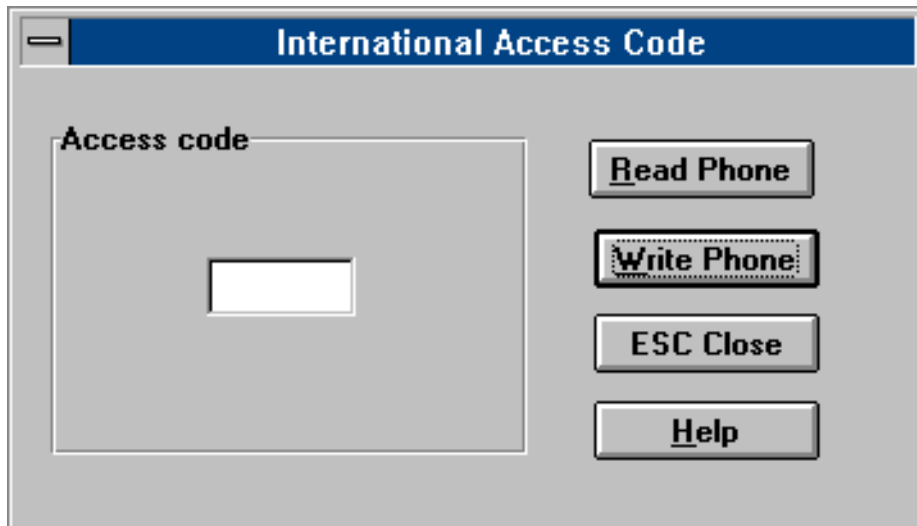 International Access Code
Access code
Read Phone
Write Phone
ESC Close
Help